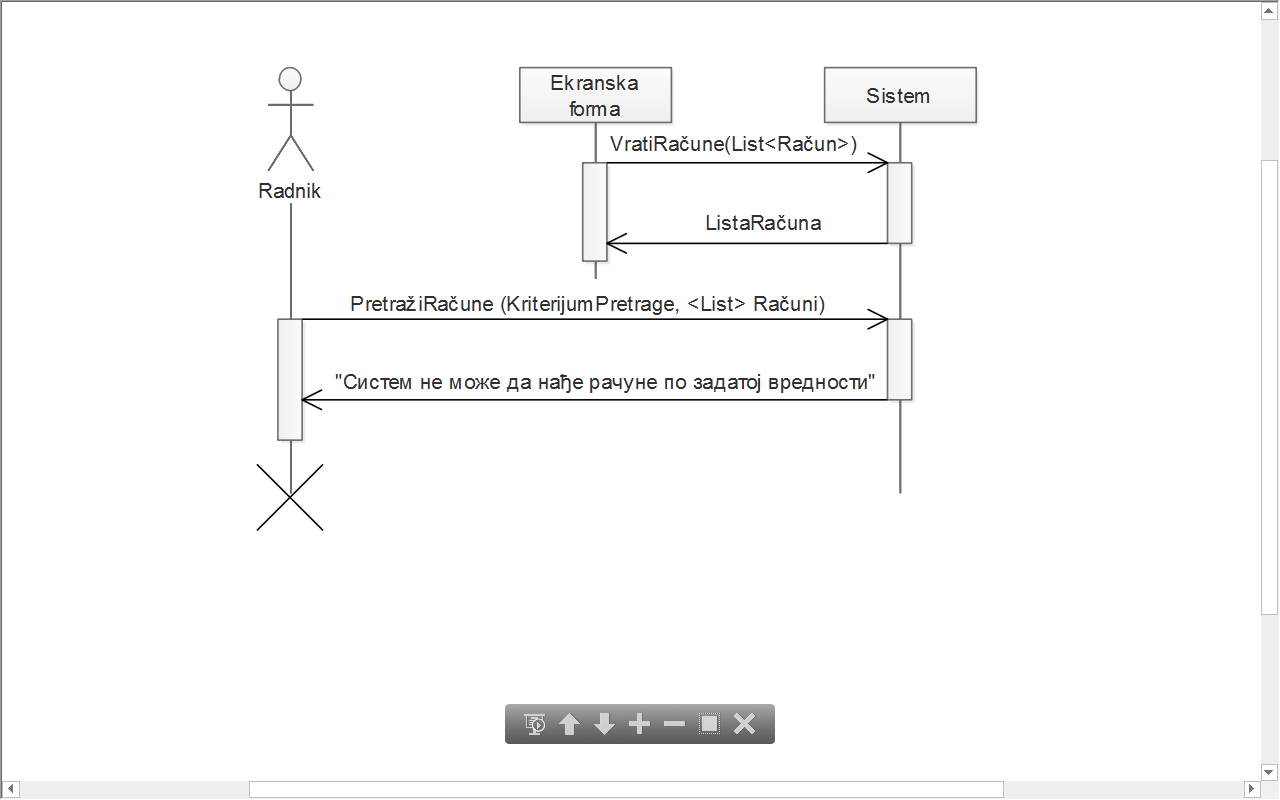 Ekranska
forma
Sistem
VratiRačune(List<Račun>)
Radnik
ListaRačuna
PretražiRačune (KriterijumPretrage, <List> Računi)
"Систем не може да нађе рачуне по задатој вредности"